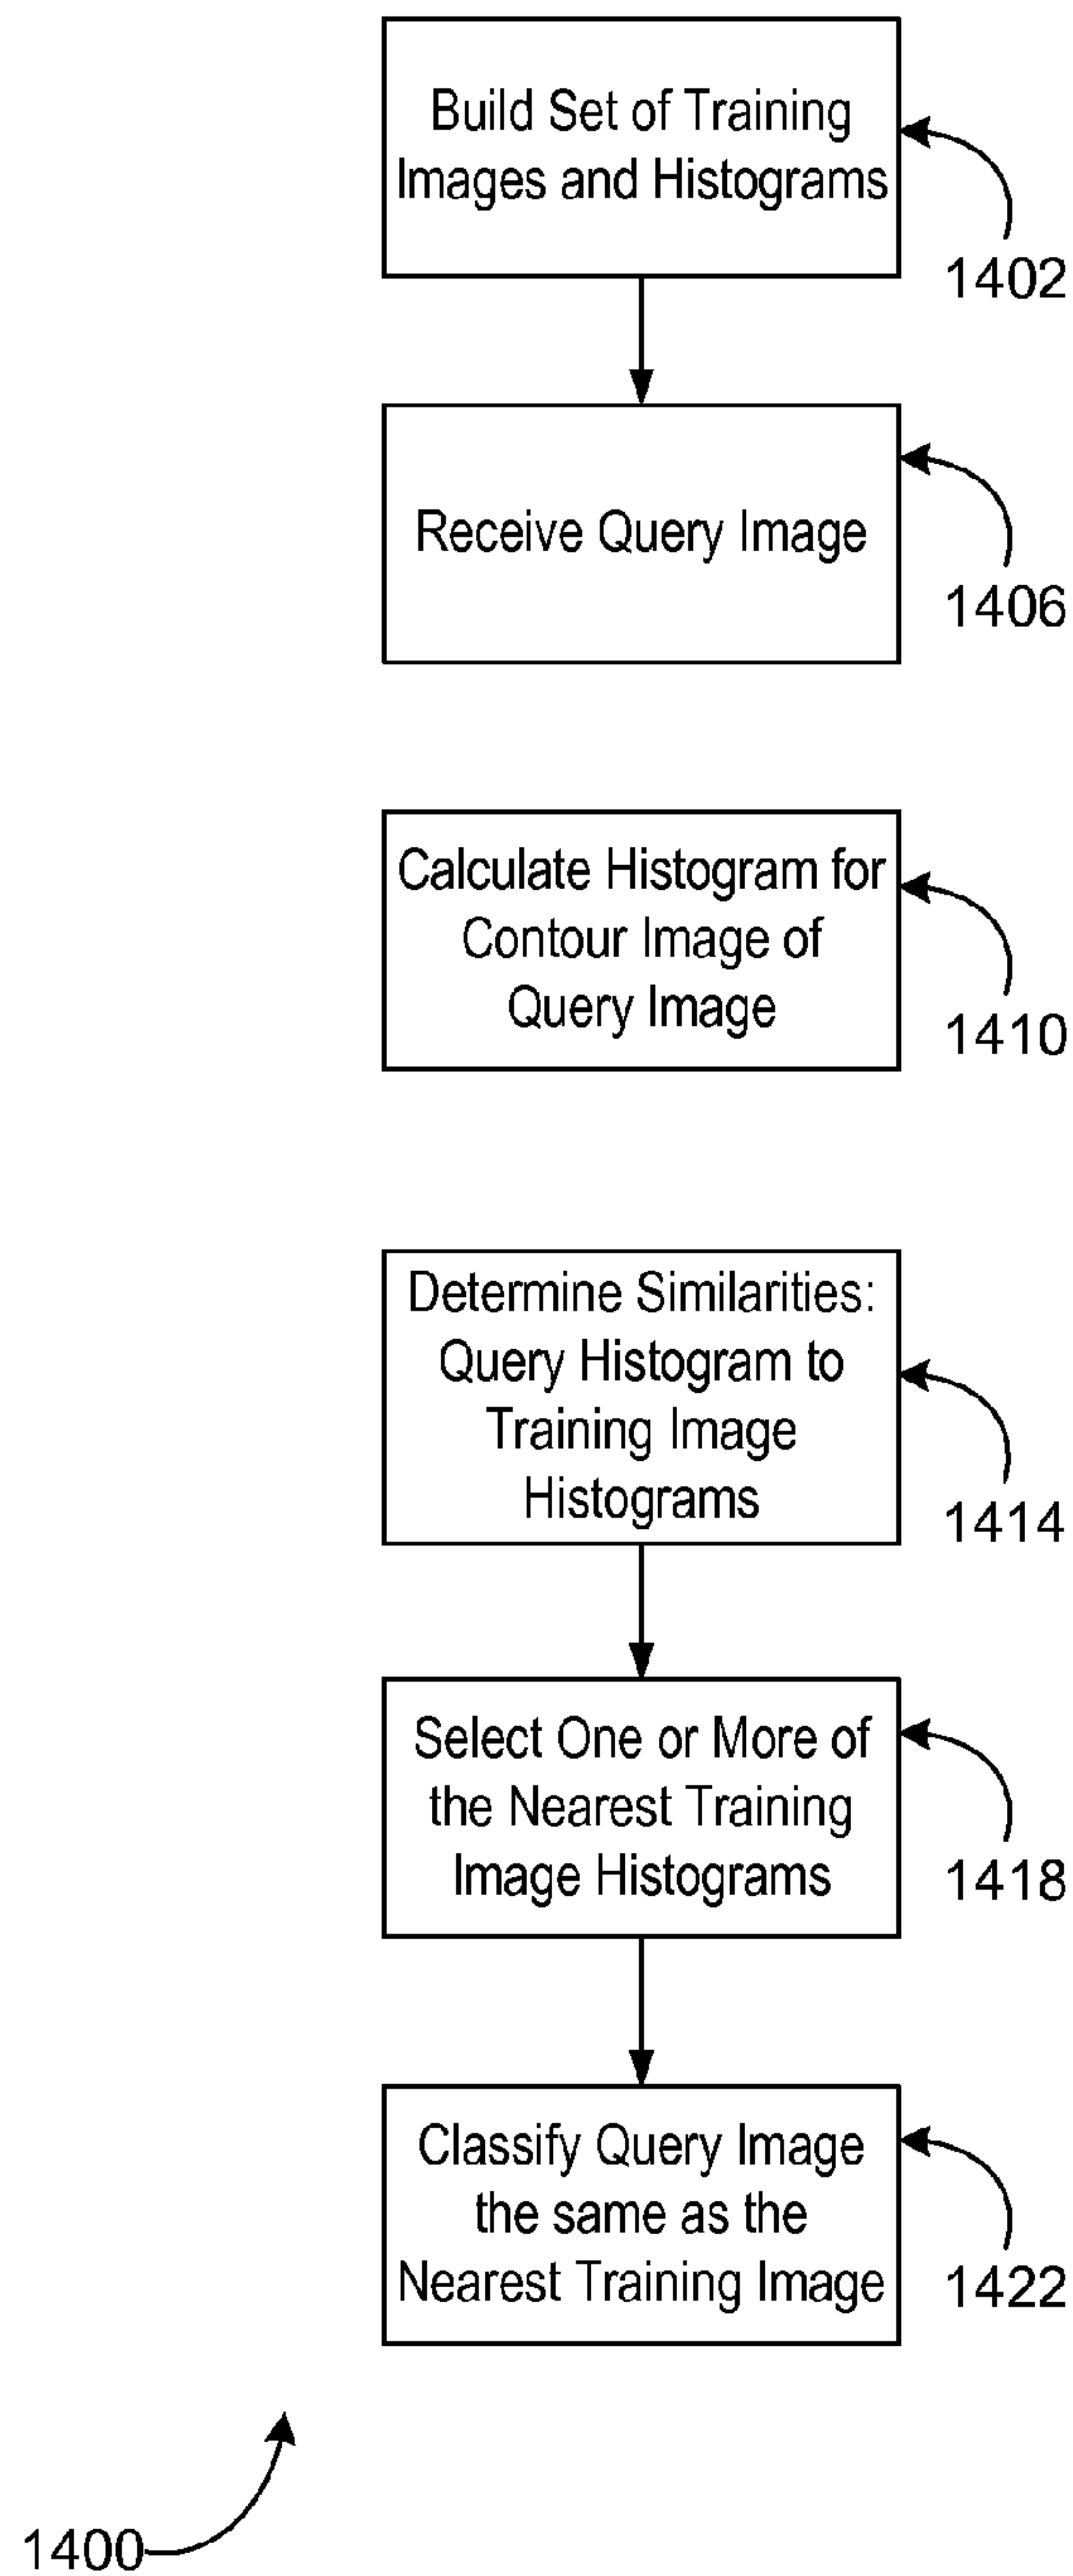 Build Set of Training
Images and Histograms
1402
Receive Query Image
1406
Calculate Histogram for
Contour Image of
Query Image
1410
Determine Similarities:
Query Histogram to
Training Image
Histograms
1414
Select One or More of
the Nearest Training
Image Histograms
1418
Classify Query Image
the same as the
Nearest Training Image
1422
1400